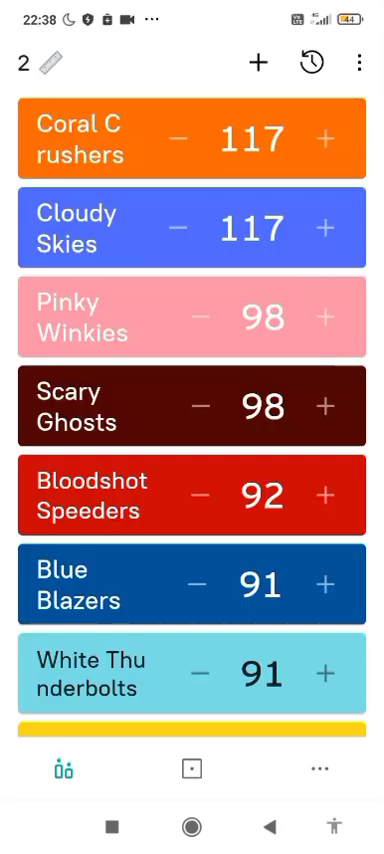 22:38
44
2
Coral C
rushers
117
Cloudy
Skies
117
Pinky
Winkies
98
Scary
Ghosts
98
Bloodshot
Speeders
92
Blue
Blazers
91
White Thu
nderbolts
91